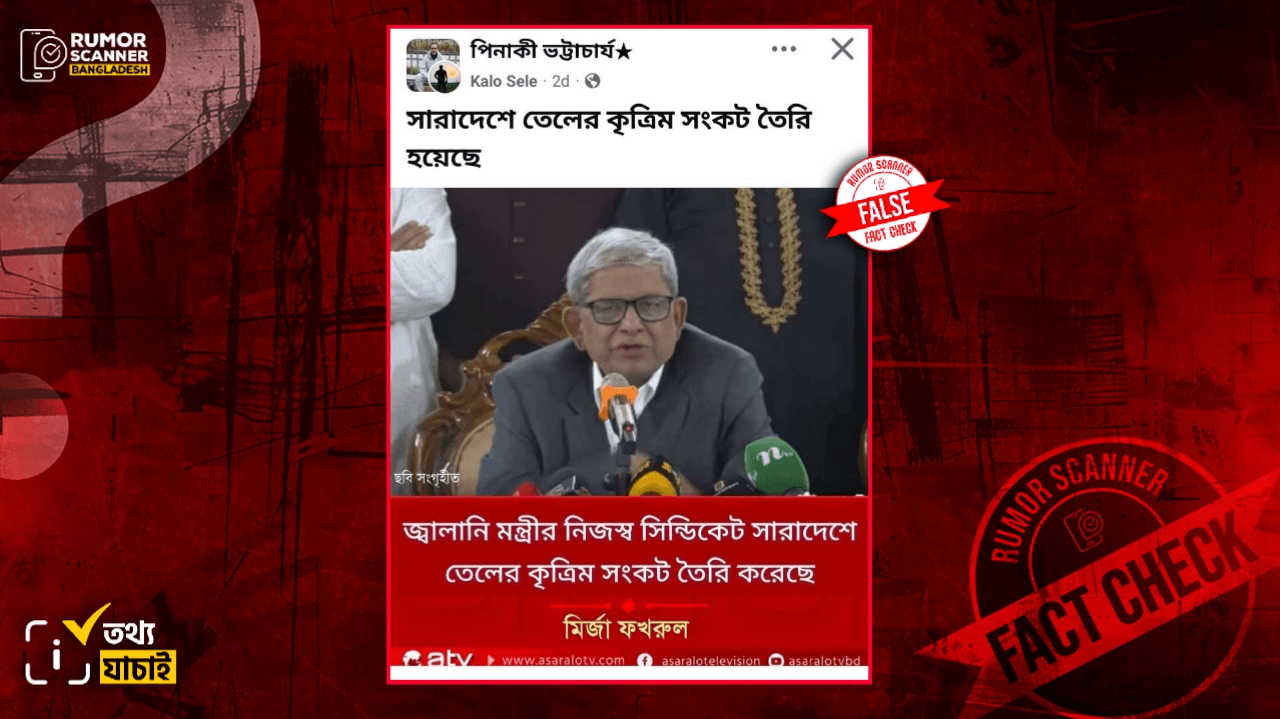 RUMOR
SCANNER
BANGLADESH
পিনাকী ভট্টাচার্য★
Kalo Sele · 2d ·
সারাদেশে তেলের কৃত্রিম সংকট তৈরি
হয়েছে
RUMOR SCANNER
FALSE
FACT CHECK
ntv
ছবি সংগৃহীত
জ্বালানি মন্ত্রীর নিজস্ব সিন্ডিকেট সারাদেশে
তেলের কৃত্রিম সংকট তৈরি করেছে
মির্জা ফখরুল
atv
www.asaralotv.com
asaralotelevision
asaralotvbd
তথ্য
যাচাই
RUMOR SCANNER
FACT CHECK